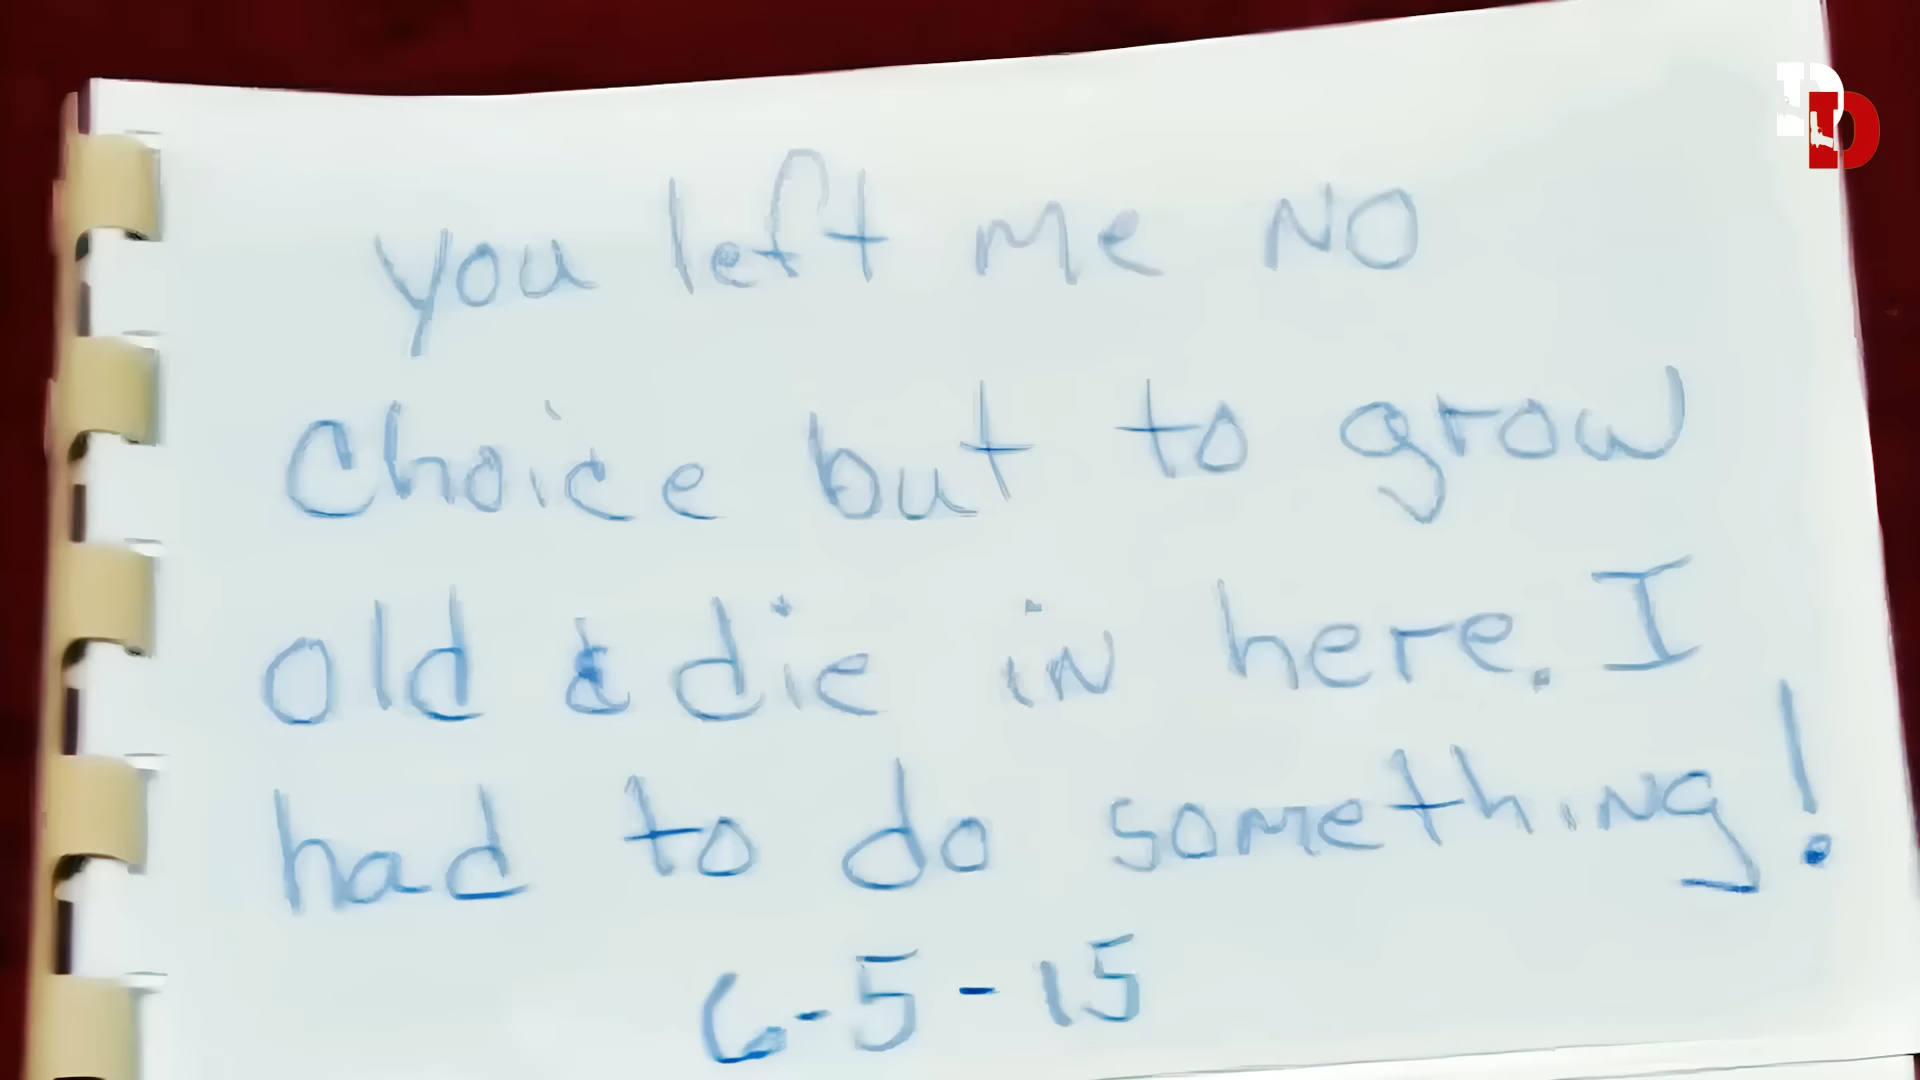 you left me NO
Choice but to grow
old & die in here. I
had to do something!
6-5-15
DD